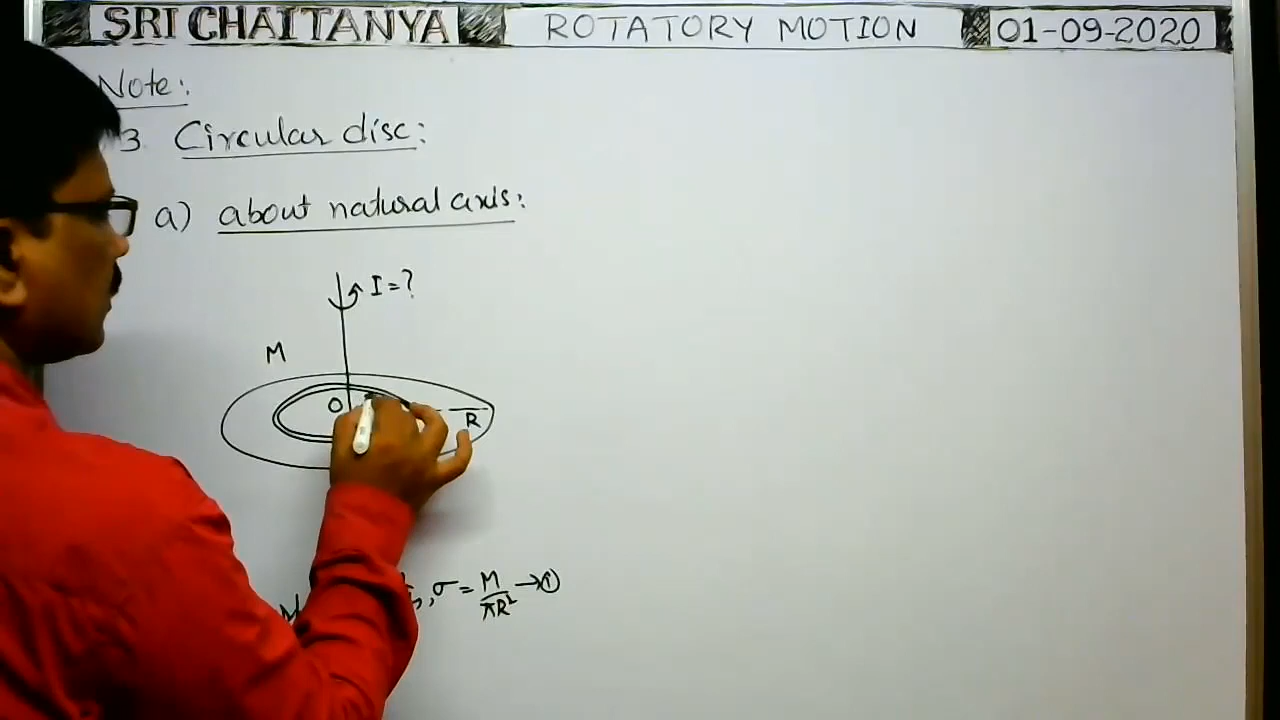 SRI CHAITANYA ROTATORY MOTION 01-09-2020
Note:
3 Circular disc:
a) about natural axis:
I=?
M
O
R
, σ = M/πR² → ①